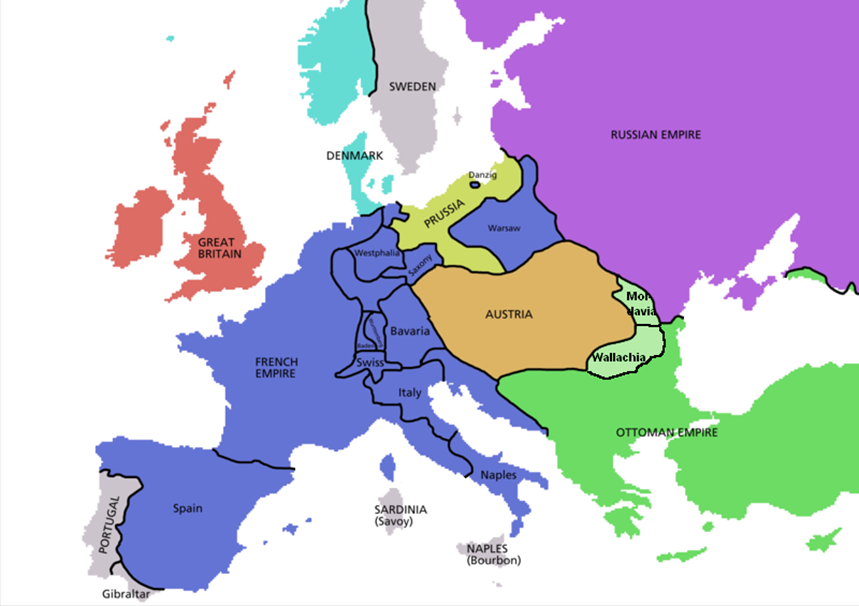 SWEDEN
RUSSIAN EMPIRE
DENMARK
Danzig
PRUSSIA
Warsaw
GREAT
BRITAIN
Westphalia
Saxony
Mol-
davia
AUSTRIA
Bavaria
Baden
Swiss
Wallachia
FRENCH
EMPIRE
Italy
OTTOMAN EMPIRE
Naples
Spain
PORTUGAL
SARDINIA
(Savoy)
NAPLES
(Bourbon)
Gibraltar